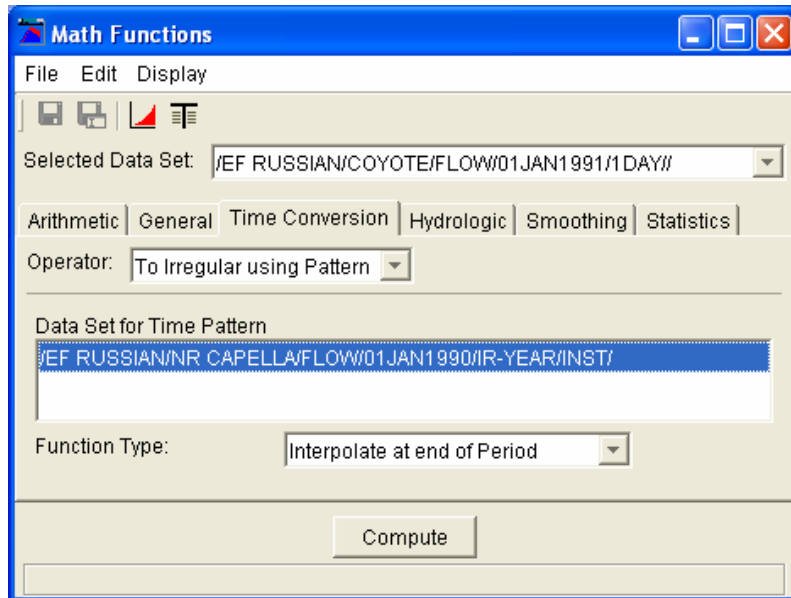 Math Functions
File Edit Display
Selected Data Set: /EF RUSSIAN/COYOTE/FLOW/01JAN1991/1DAY//
Arithmetic General Time Conversion Hydrologic Smoothing Statistics
Operator: To Irregular using Pattern
Data Set for Time Pattern
/EF RUSSIAN/NR CAPELLA/FLOW/01JAN1990/IR-YEAR/INST/
Function Type: Interpolate at end of Period
Compute